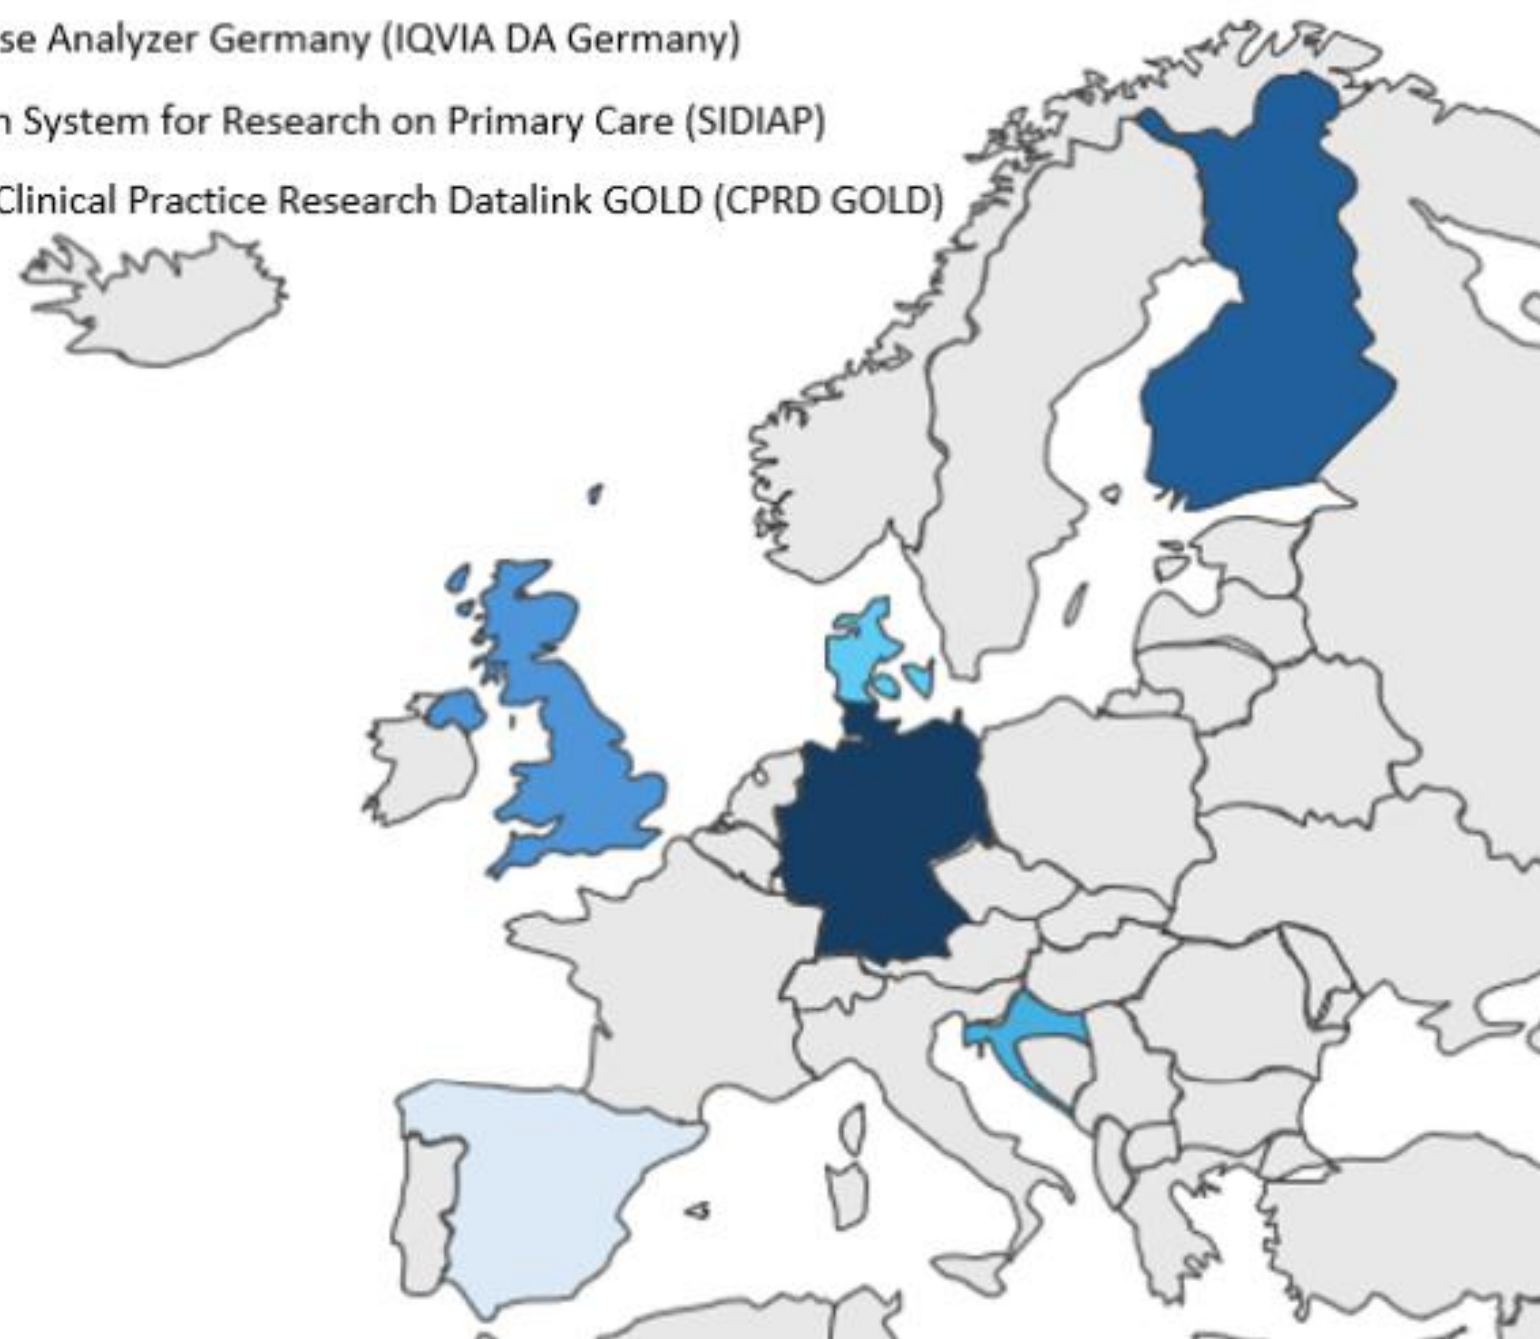 se Analyzer Germany (IQVIA DA Germany)
n System for Research on Primary Care (SIDIAP)
Clinical Practice Research Datalink GOLD (CPRD GOLD)